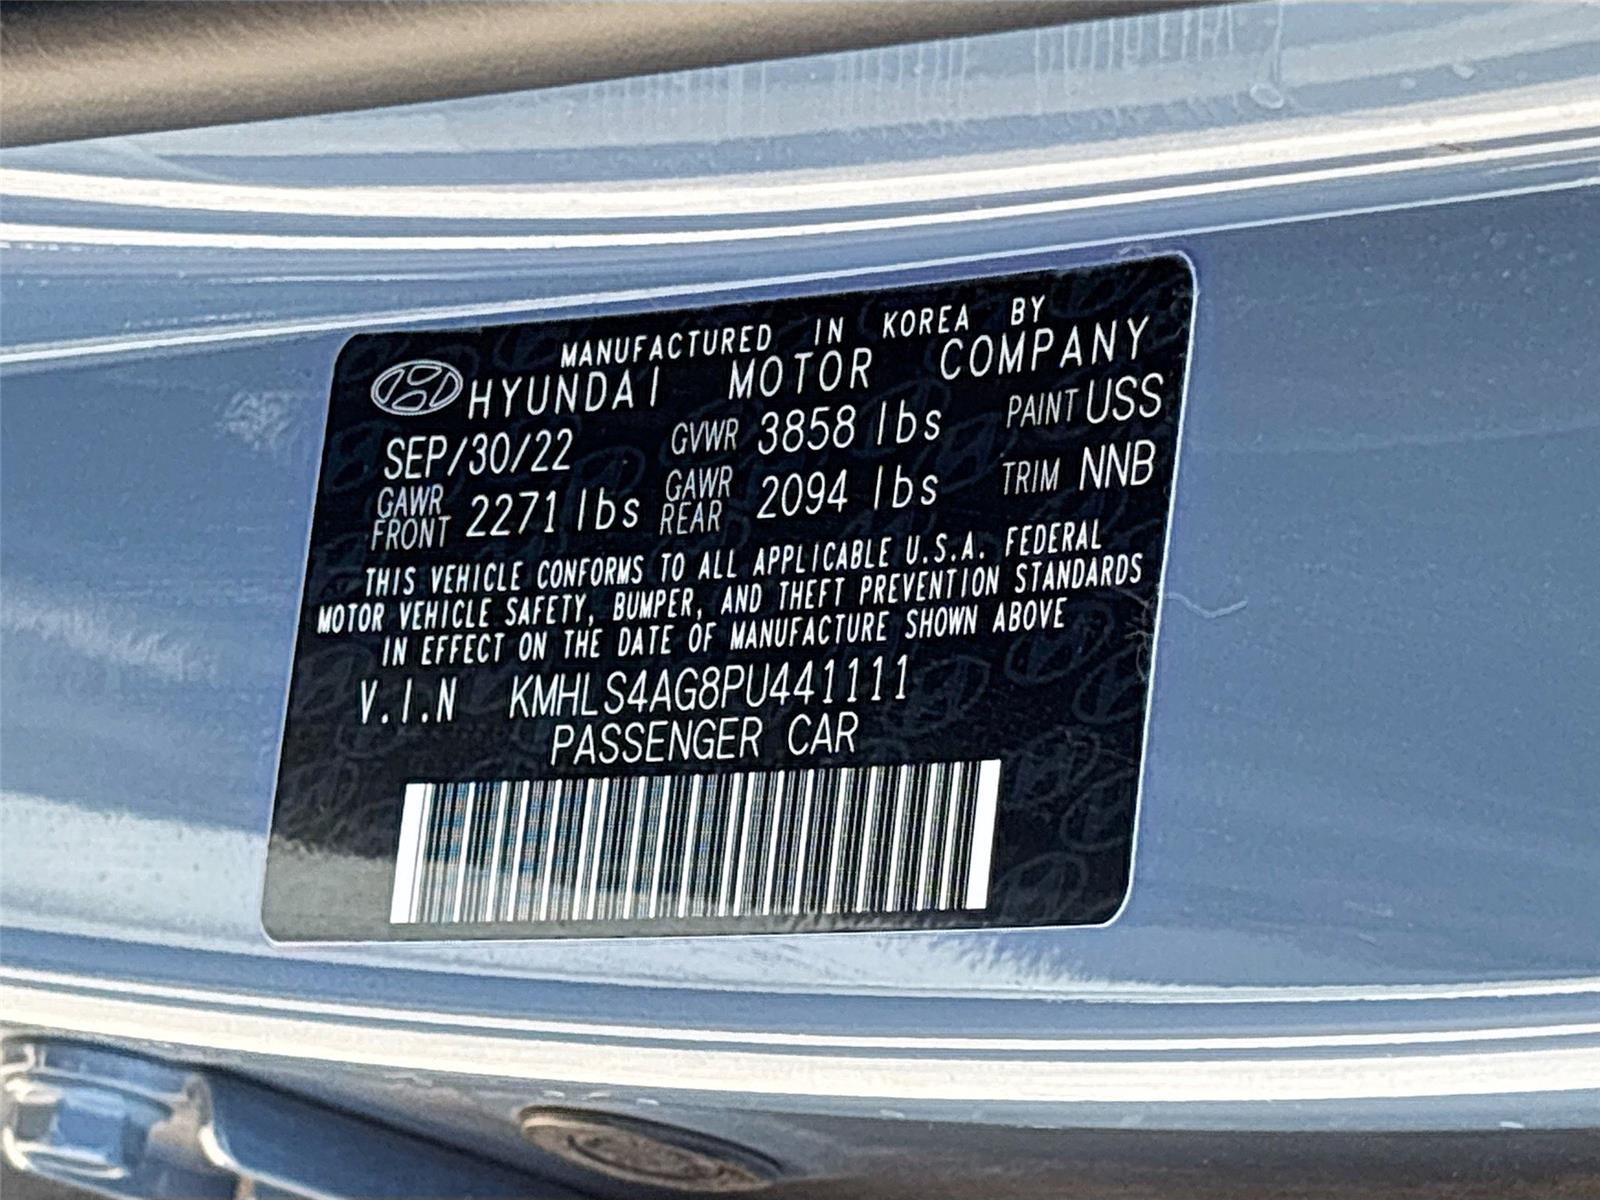 MANUFACTURED IN KOREA BY
HYUNDAI MOTOR COMPANY
SEP/30/22 GVWR 3858 lbs PAINT USS
GAWR FRONT 2271 lbs GAWR REAR 2094 lbs TRIM NNB
THIS VEHICLE CONFORMS TO ALL APPLICABLE U.S.A. FEDERAL
MOTOR VEHICLE SAFETY, BUMPER, AND THEFT PREVENTION STANDARDS
IN EFFECT ON THE DATE OF MANUFACTURE SHOWN ABOVE
V.I.N KMHLS4AG8PU441111
PASSENGER CAR